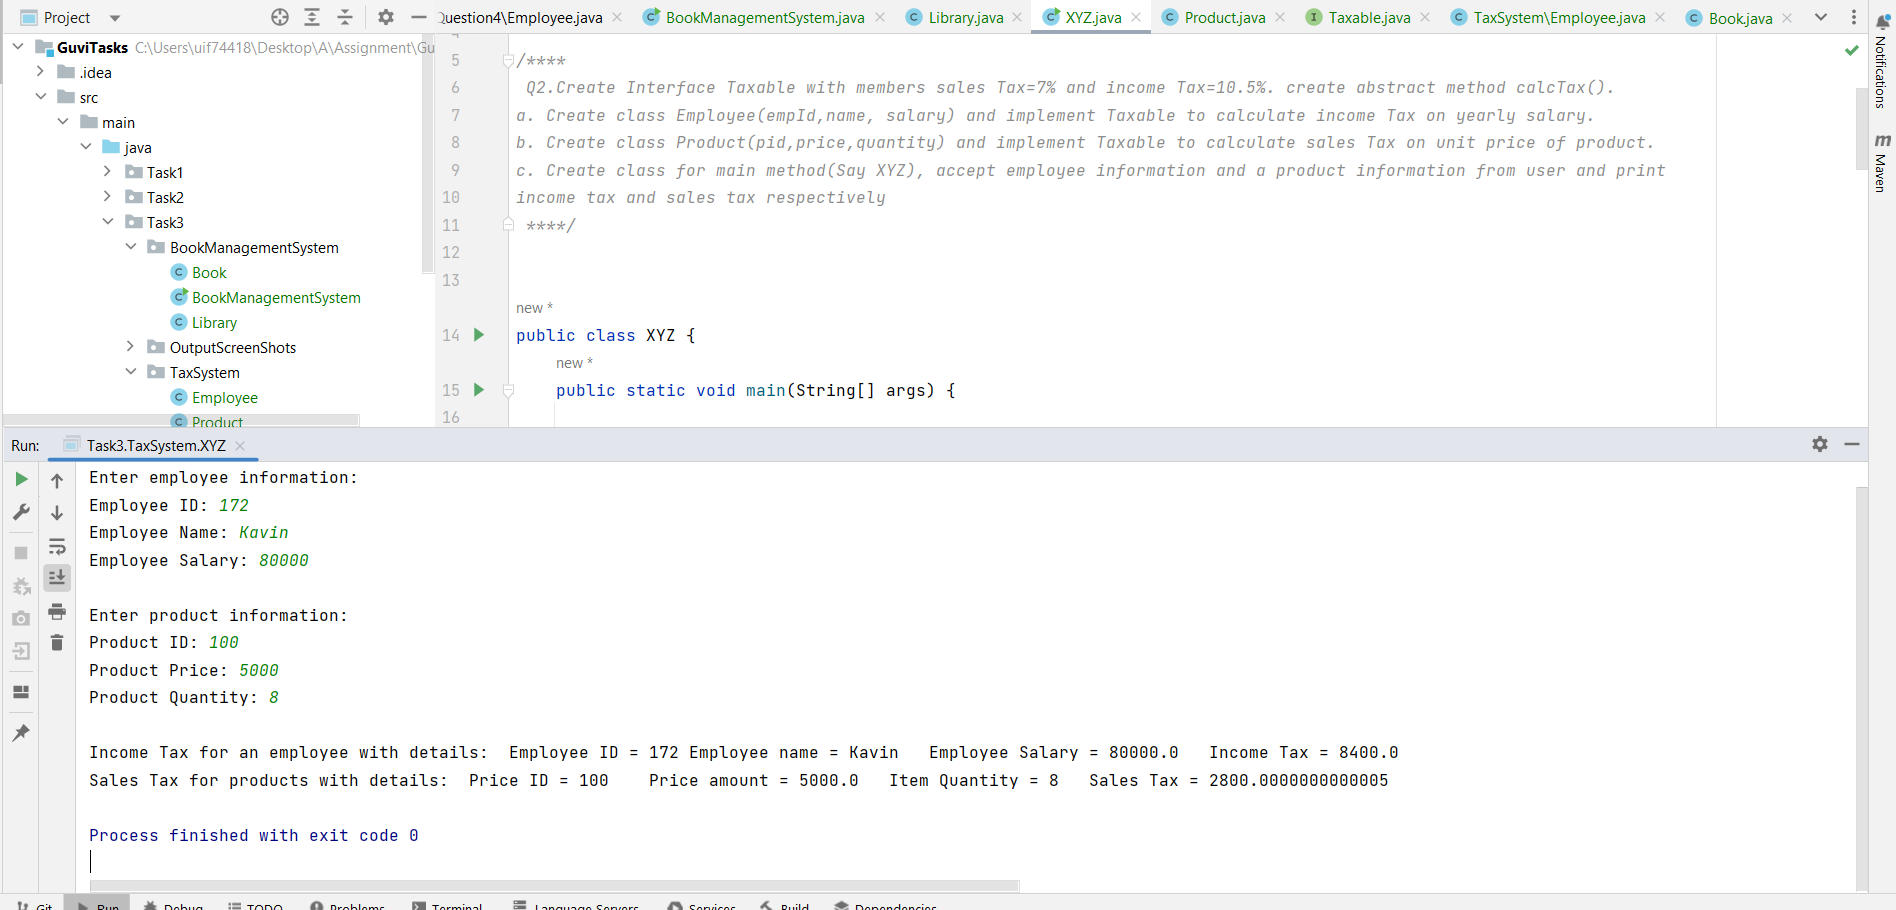 Project
Question4\Employee.java
BookManagementSystem.java
Library.java
XYZ.java
Product.java
Taxable.java
TaxSystem\Employee.java
Book.java
Notifications
Maven
GuviTasks C:\Users\uif74418\Desktop\A\Assignment\Gu
.idea
src
main
java
Task1
Task2
Task3
BookManagementSystem
Book
BookManagementSystem
Library
OutputScreenShots
TaxSystem
Employee
Product
5 /****
6 Q2.Create Interface Taxable with members sales Tax=7% and income Tax=10.5%. create abstract method calcTax().
7 a. Create class Employee(empId,name, salary) and implement Taxable to calculate income Tax on yearly salary.
8 b. Create class Product(pid,price,quantity) and implement Taxable to calculate sales Tax on unit price of product.
9 c. Create class for main method(Say XYZ), accept employee information and a product information from user and print
10 income tax and sales tax respectively
11 ****/
12
13
new *
14 public class XYZ {
new *
15 public static void main(String[] args) {
16
Run: Task3.TaxSystem.XYZ
Enter employee information:
Employee ID: 172
Employee Name: Kavin
Employee Salary: 80000
Enter product information:
Product ID: 100
Product Price: 5000
Product Quantity: 8
Income Tax for an employee with details:  Employee ID = 172 Employee name = Kavin   Employee Salary = 80000.0   Income Tax = 8400.0
Sales Tax for products with details:  Price ID = 100    Price amount = 5000.0   Item Quantity = 8   Sales Tax = 2800.0000000000005
Process finished with exit code 0
Git Run Debug TODO Problems Terminal Language Servers Services Build Dependencies